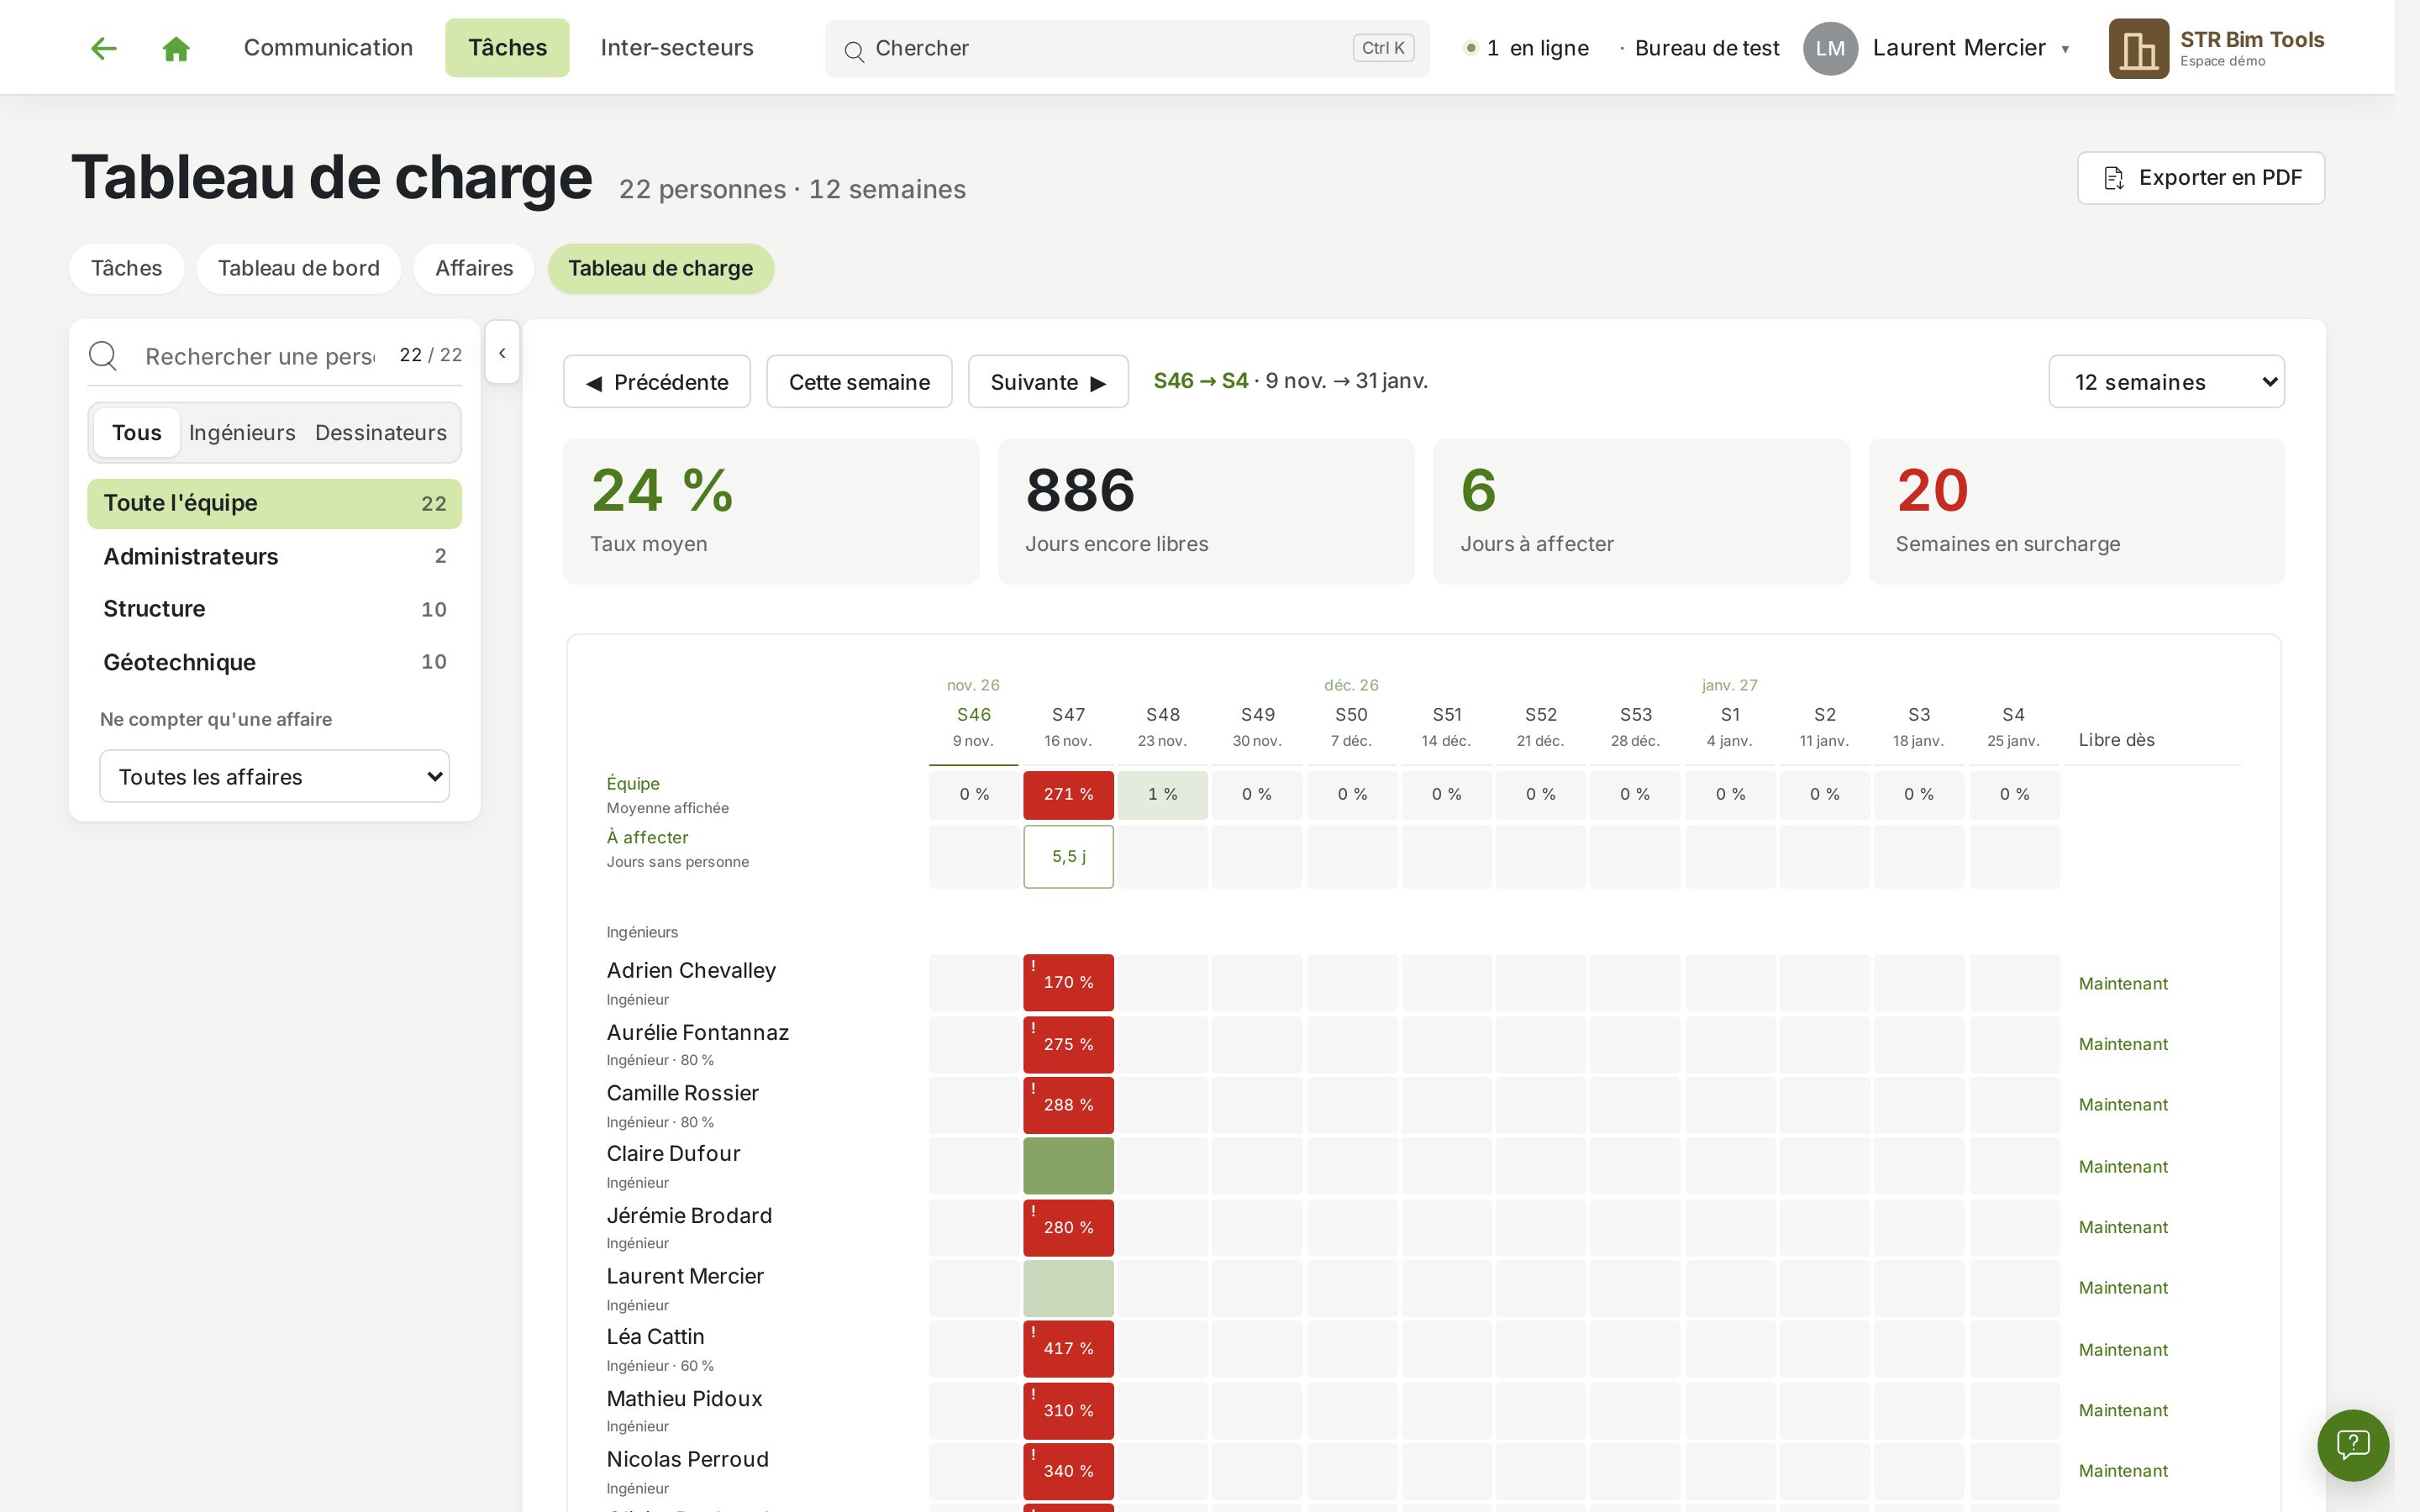 Communication Tâches Inter-secteurs Chercher Ctrl K 1 en ligne · Bureau de test LM Laurent Mercier ▾ STR Bim Tools
Espace démo
Tableau de charge 22 personnes · 12 semaines Exporter en PDF
Tâches Tableau de bord Affaires Tableau de charge
22 / 22
Tous Ingénieurs Dessinateurs
Toute l'équipe 22
Administrateurs 2
Structure 10
Géotechnique 10
Ne compter qu'une affaire
Toutes les affaires
◀ Précédente Cette semaine Suivante ▶ S46 → S4 · 9 nov. → 31 janv. 12 semaines
24 % 886 6 20
Taux moyen Jours encore libres Jours à affecter Semaines en surcharge
nov. 26 déc. 26 janv. 27
S46 S47 S48 S49 S50 S51 S52 S53 S1 S2 S3 S4
9 nov. 16 nov. 23 nov. 30 nov. 7 déc. 14 déc. 21 déc. 28 déc. 4 janv. 11 janv. 18 janv. 25 janv. Libre dès
Équipe 0 % 271 % 1 % 0 % 0 % 0 % 0 % 0 % 0 % 0 % 0 % 0 %
Moyenne affichée
À affecter 5,5 j
Jours sans personne
Ingénieurs
Adrien Chevalley ! 170 % Maintenant
Ingénieur
Aurélie Fontannaz ! 275 % Maintenant
Ingénieur · 80 %
Camille Rossier ! 288 % Maintenant
Ingénieur · 80 %
Claire Dufour Maintenant
Ingénieur
Jérémie Brodard ! 280 % Maintenant
Ingénieur
Laurent Mercier Maintenant
Ingénieur
Léa Cattin ! 417 % Maintenant
Ingénieur · 60 %
Mathieu Pidoux ! 310 % Maintenant
Ingénieur
Nicolas Perroud ! 340 % Maintenant
Ingénieur